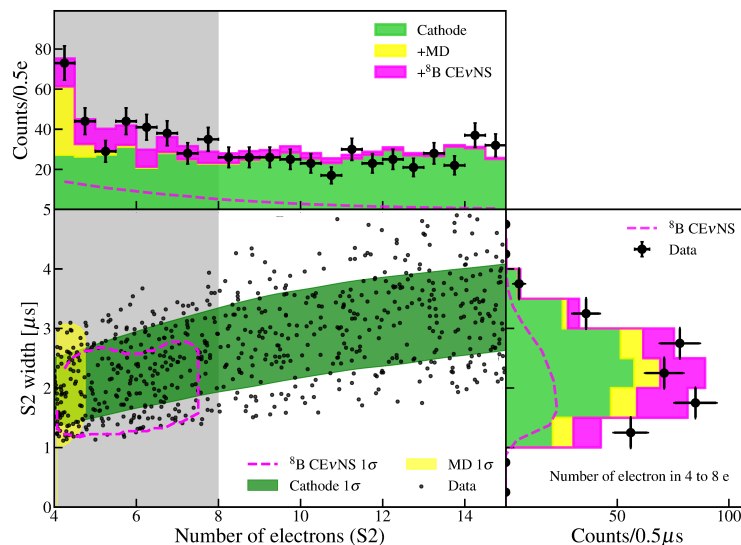 Cathode
+MD
+⁸B CEνNS
Counts/0.5e
80
60
40
20
⁸B CEνNS
Data
S2 width [μs]
5
4
3
2
1
0
⁸B CEνNS 1σ
MD 1σ
Cathode 1σ
Data
Number of electron in 4 to 8 e
4
6
8
10
12
14
50
100
Number of electrons (S2)
Counts/0.5μs